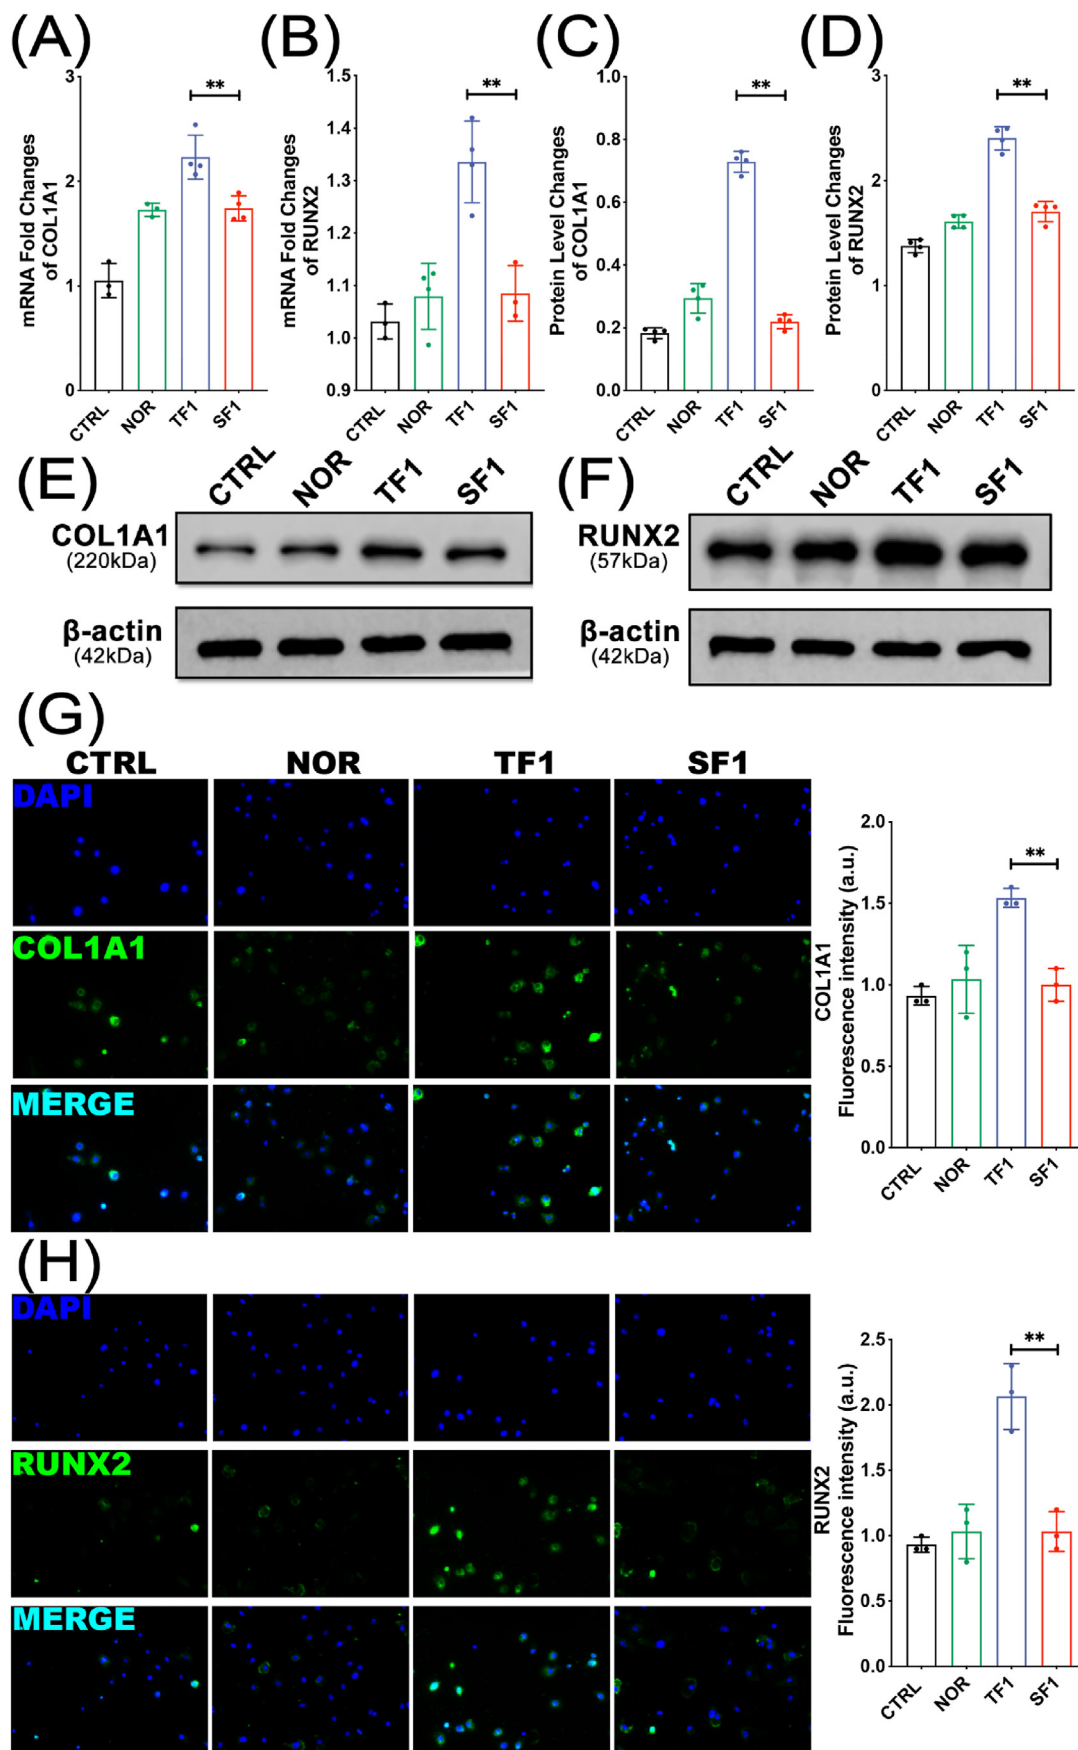 (A)
mRNA Fold Changes
of COL1A1
3
2
1
0
**
CTRL
NOR
TF1
SF1
(B)
mRNA Fold Changes
of RUNX2
1.5
1.4
1.3
1.2
1.1
1.0
0.9
**
CTRL
NOR
TF1
SF1
(C)
Protein Level Changes
of COL1A1
1.0
0.8
0.6
0.4
0.2
0.0
**
CTRL
NOR
TF1
SF1
(D)
Protein Level Changes
of RUNX2
3
2
1
0
**
CTRL
NOR
TF1
SF1
(E)
CTRL
NOR
TF1
SF1
COL1A1
(220kDa)
β-actin
(42kDa)
(F)
CTRL
NOR
TF1
SF1
RUNX2
(57kDa)
β-actin
(42kDa)
(G)
CTRL
NOR
TF1
SF1
DAPI
COL1A1
MERGE
COL1A1
Fluorescence intensity (a.u.)
2.0
1.5
1.0
0.5
0.0
**
CTRL
NOR
TF1
SF1
(H)
DAPI
RUNX2
MERGE
RUNX2
Fluorescence intensity (a.u.)
2.5
2.0
1.5
1.0
0.5
0.0
**
CTRL
NOR
TF1
SF1